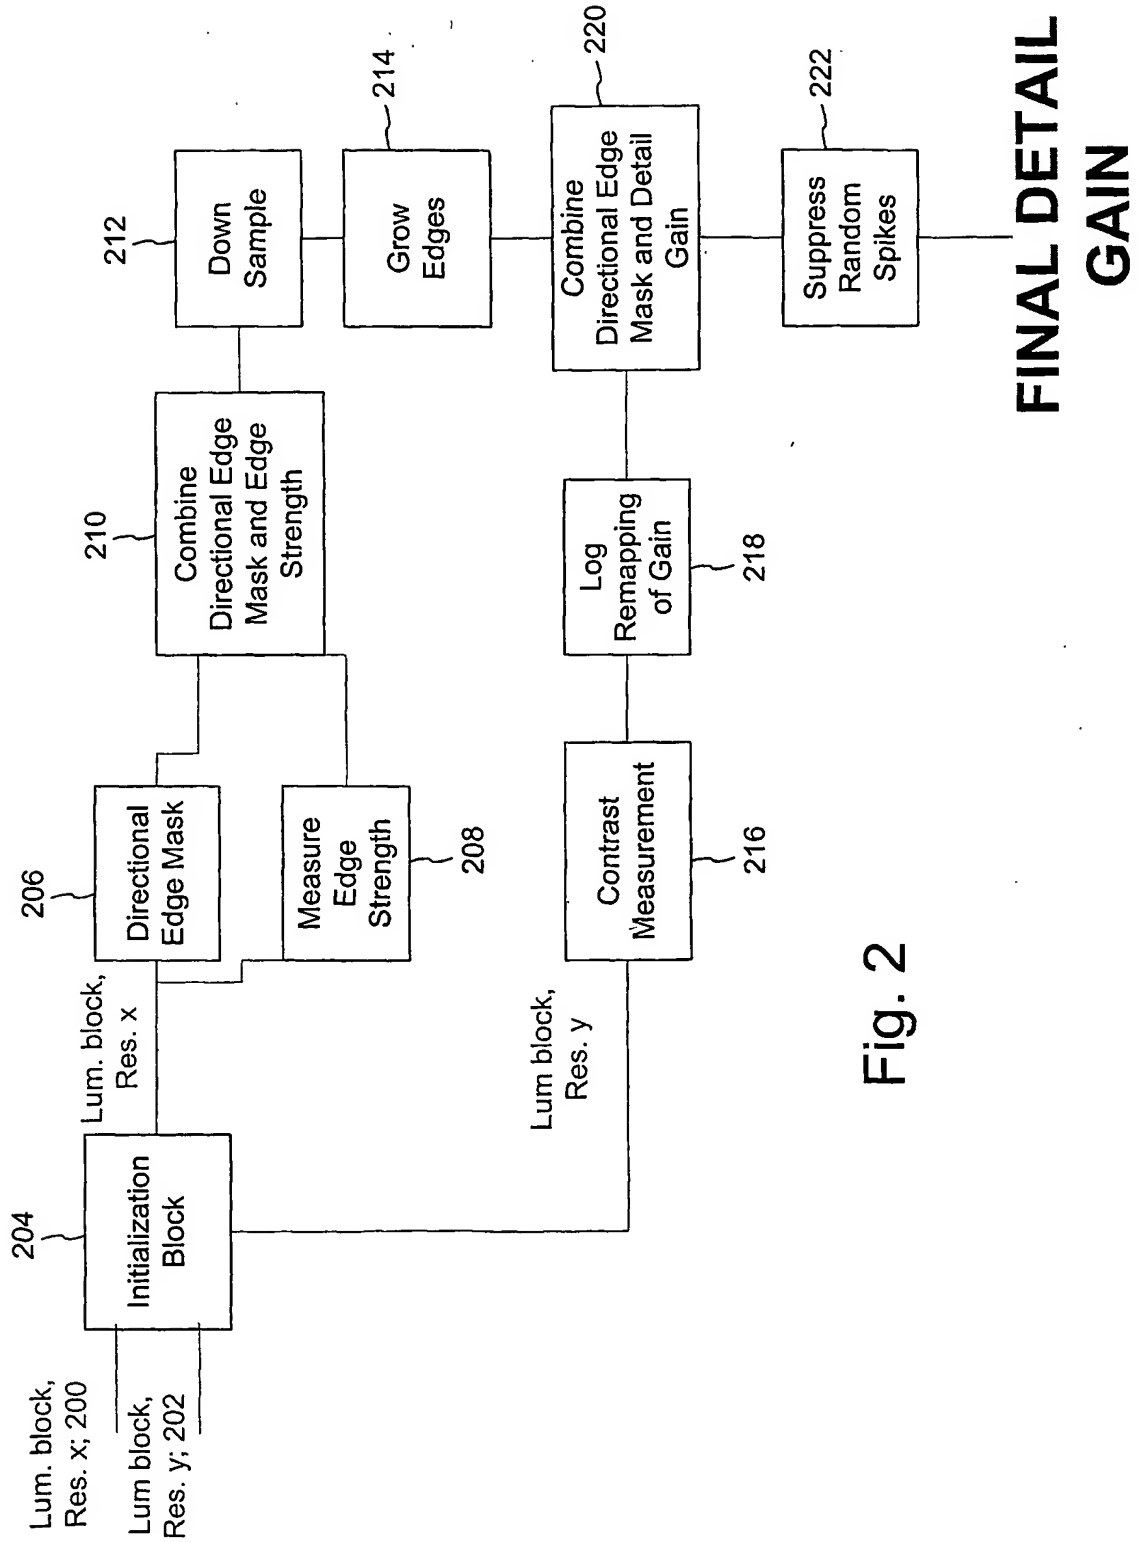 Lum. block,
Res. x; 200
Lum block,
Res. y; 202
204
Initialization
Block
Lum. block,
Res. x
206
Directional
Edge Mask
Measure
Edge
Strength
208
210
Combine
Directional Edge
Mask and Edge
Strength
212
Down
Sample
Grow
Edges
214
Lum block,
Res. y
Contrast
Measurement
216
Log
Remapping
of Gain
218
Combine
Directional Edge
Mask and Detail
Gain
220
Suppress
Random
Spikes
222
FINAL DETAIL
GAIN
Fig. 2